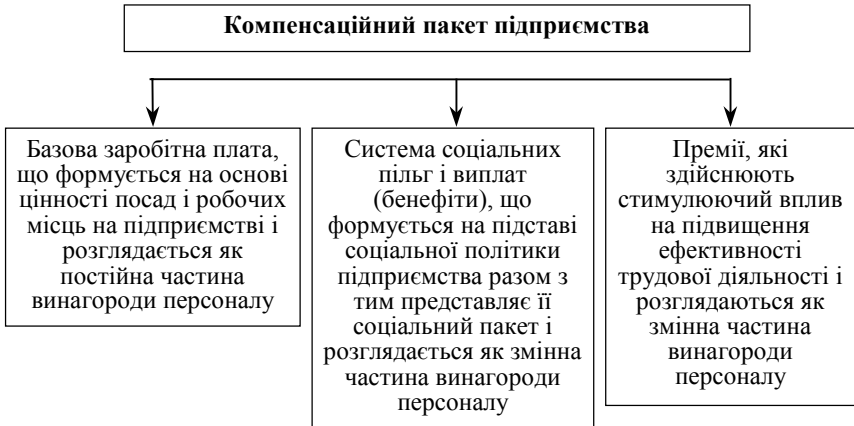 Компенсаційний пакет підприємства
Базова заробітна плата,
що формується на основі
цінності посад і робочих
місць на підприємстві і
розглядається як
постійна частина
винагороди персоналу
Система соціальних
пільг і виплат
(бенефіти), що
формується на підставі
соціальної політики
підприємства разом з
тим представляє її
соціальний пакет і
розглядається як змінна
частина винагороди
персоналу
Премії, які
здійснюють
стимулюючий вплив
на підвищення
ефективності
трудової діяльності і
розглядаються як
змінна частина
винагороди
персоналу